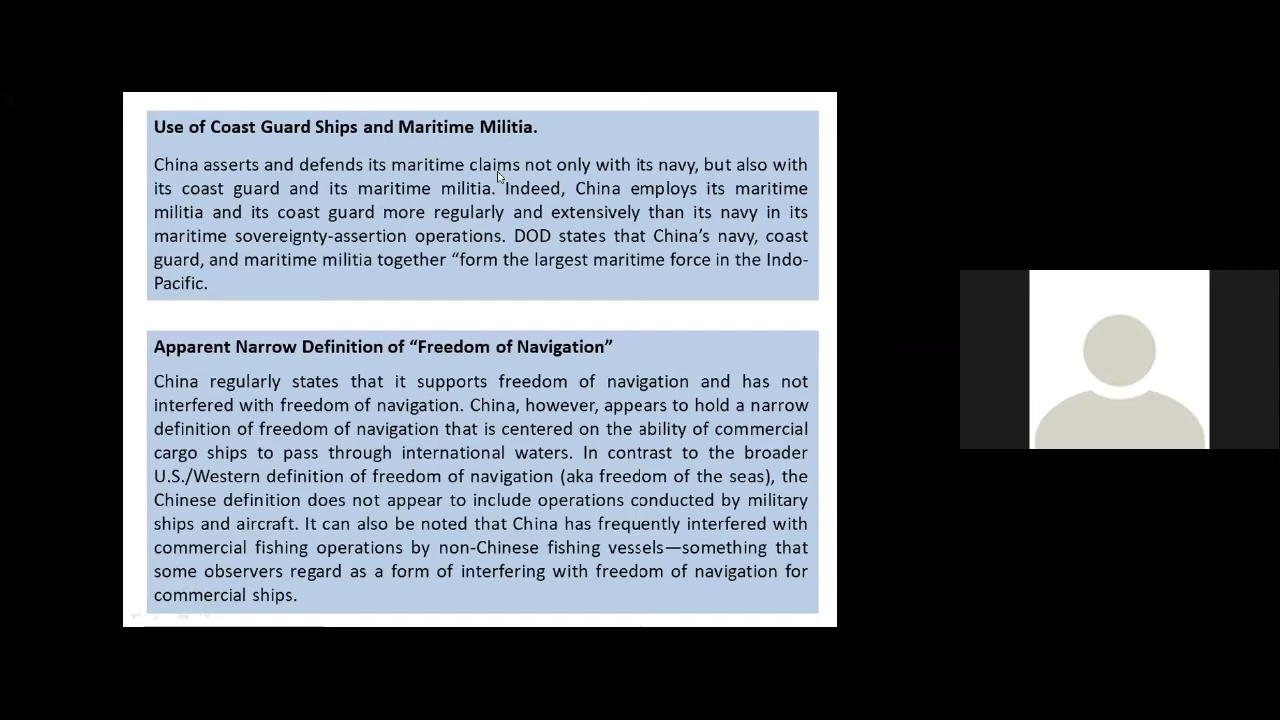 Use of Coast Guard Ships and Maritime Militia.
China asserts and defends its maritime claims not only with its navy, but also with
its coast guard and its maritime militia. Indeed, China employs its maritime
militia and its coast guard more regularly and extensively than its navy in its
maritime sovereignty-assertion operations. DOD states that China’s navy, coast
guard, and maritime militia together “form the largest maritime force in the Indo-
Pacific.
Apparent Narrow Definition of “Freedom of Navigation”
China regularly states that it supports freedom of navigation and has not
interfered with freedom of navigation. China, however, appears to hold a narrow
definition of freedom of navigation that is centered on the ability of commercial
cargo ships to pass through international waters. In contrast to the broader
U.S./Western definition of freedom of navigation (aka freedom of the seas), the
Chinese definition does not appear to include operations conducted by military
ships and aircraft. It can also be noted that China has frequently interfered with
commercial fishing operations by non-Chinese fishing vessels—something that
some observers regard as a form of interfering with freedom of navigation for
commercial ships.